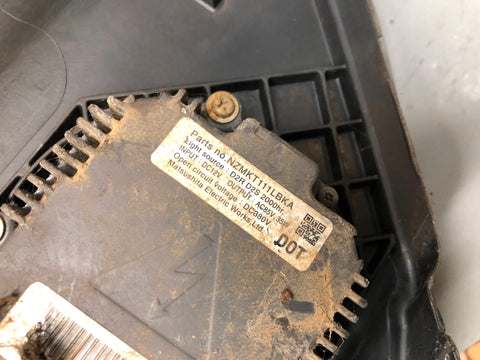 Parts no. NZMKT111LBKA
Light source : D2R D2S 2000hr.
INPUT : DC12V OUTPUT : AC85V 35W
Open circuit Voltage : DC380V
Matsushita Electric Works Ltd.
DOT